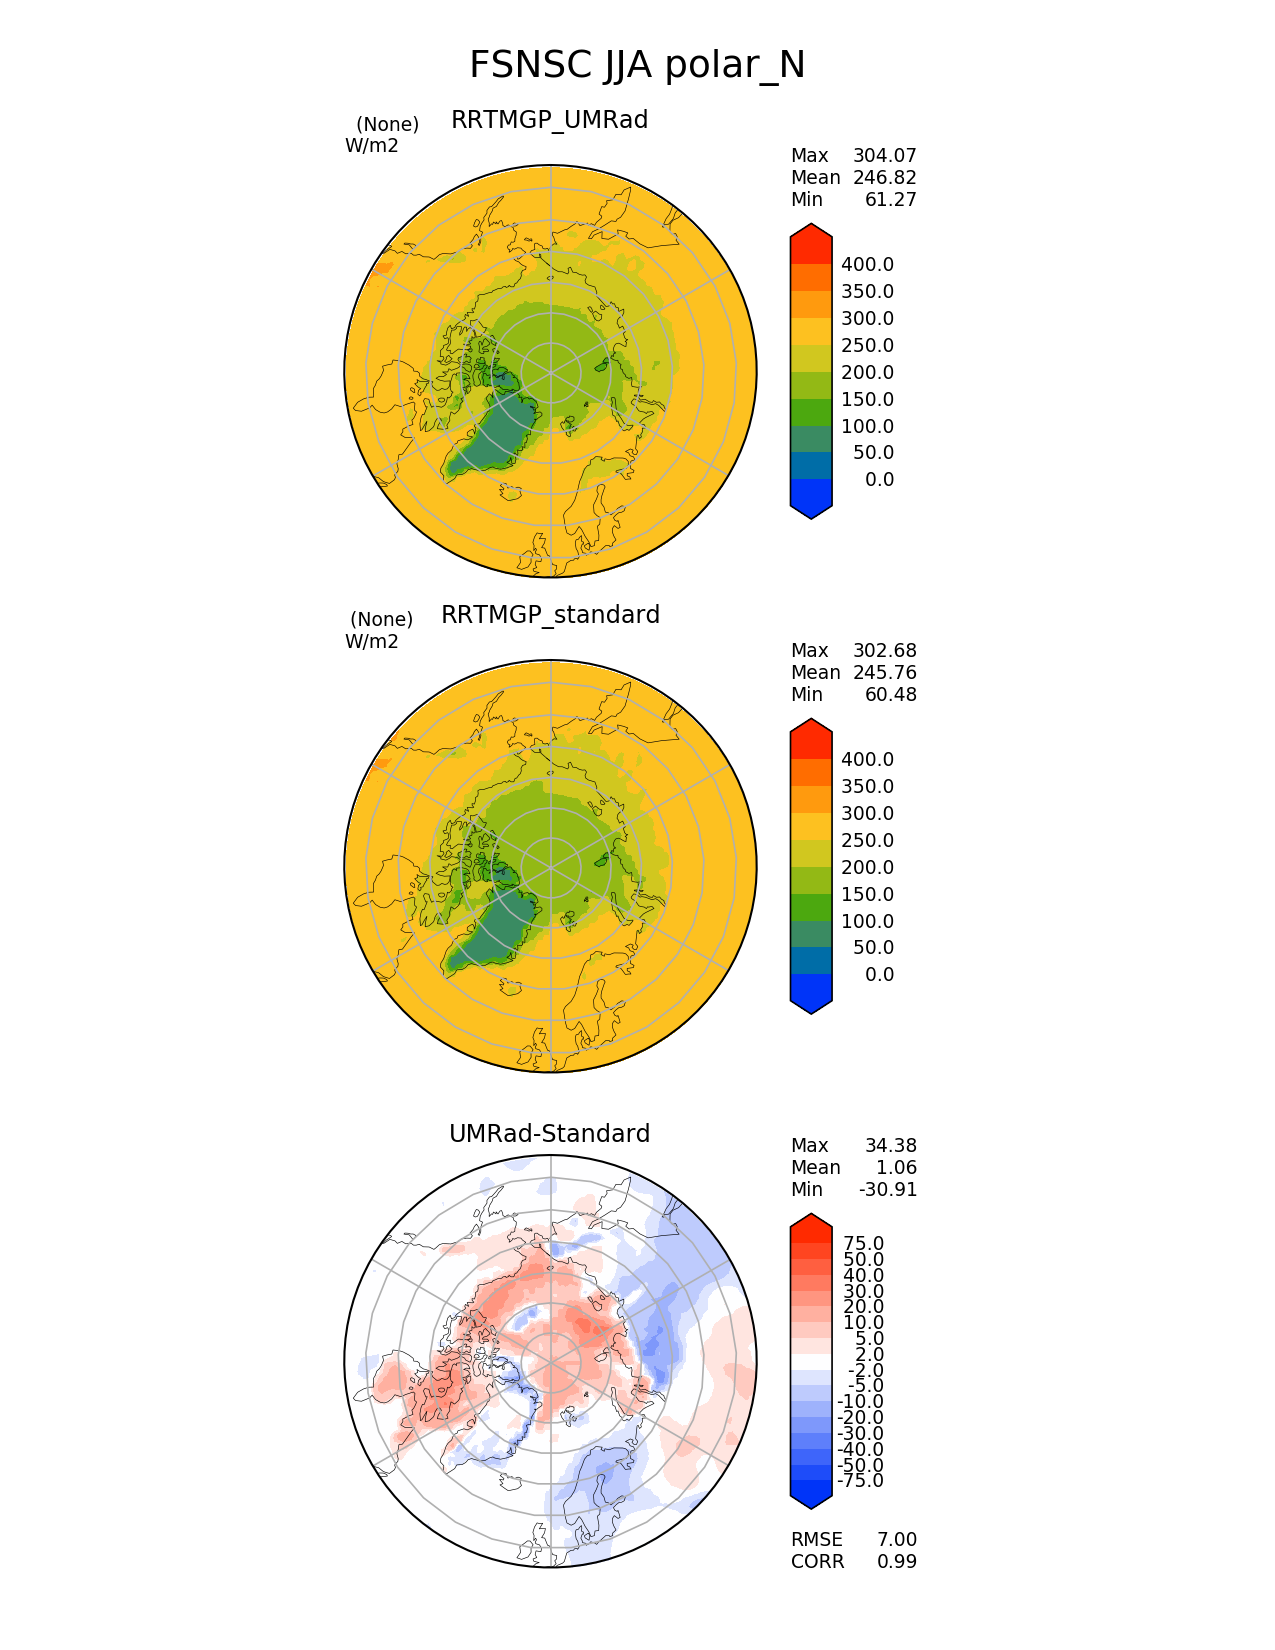 FSNSC JJA polar_N
(None) RRTMGP_UMRad
W/m2
Max 304.07
Mean 246.82
Min 61.27
400.0
350.0
300.0
250.0
200.0
150.0
100.0
50.0
0.0
(None) RRTMGP_standard
W/m2
Max 302.68
Mean 245.76
Min 60.48
400.0
350.0
300.0
250.0
200.0
150.0
100.0
50.0
0.0
UMRad-Standard
Max 34.38
Mean 1.06
Min -30.91
75.0
50.0
40.0
30.0
20.0
10.0
5.0
2.0
-2.0
-5.0
-10.0
-20.0
-30.0
-40.0
-50.0
-75.0
RMSE 7.00
CORR 0.99